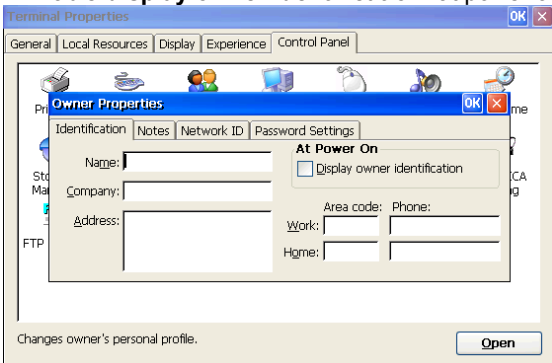 Terminal Properties OK
General Local Resources Display Experience Control Panel
Owner Properties OK
Identification Notes Network ID Password Settings
At Power On
Name:
Display owner identification
Company:
Area code: Phone:
Address:
Work:
Home:
FTP
Changes owner's personal profile.
Open